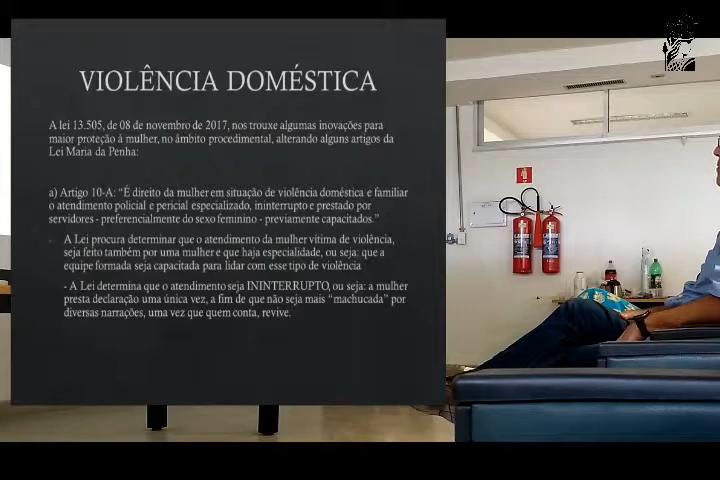 VIOLÊNCIA DOMÉSTICA
A lei 13.505, de 08 de novembro de 2017, nos trouxe algumas inovações para
maior proteção á mulher, no âmbito procedimental, alterando alguns artigos da
Lei Maria da Penha:
a) Artigo 10-A: “É direito da mulher em situação de violência doméstica e familiar
o atendimento policial e pericial especializado, ininterrupto e prestado por
servidores - preferencialmente do sexo feminino - previamente capacitados.”
- A Lei procura determinar que o atendimento da mulher vítima de violência,
seja feito também por uma mulher e que haja especialidade, ou seja: que a
equipe formada seja capacitada para lidar com esse tipo de violência
- A Lei determina que o atendimento seja ININTERRUPTO, ou seja: a mulher
presta declaração uma única vez, a fim de que não seja mais “machucada” por
diversas narrações, uma vez que quem conta, revive.